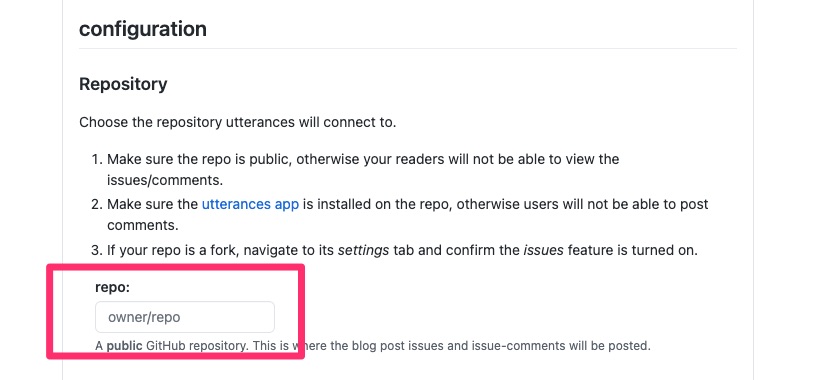 configuration
Repository
Choose the repository utterances will connect to.
1. Make sure the repo is public, otherwise your readers will not be able to view the
issues/comments.
2. Make sure the utterances app is installed on the repo, otherwise users will not be able to post
comments.
3. If your repo is a fork, navigate to its settings tab and confirm the issues feature is turned on.
repo:
owner/repo
A public GitHub repository. This is where the blog post issues and issue-comments will be posted.